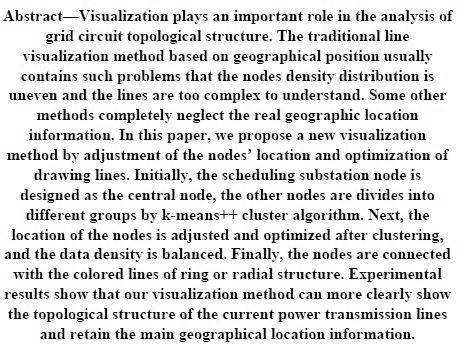 Abstract—Visualization plays an important role in the analysis of
grid circuit topological structure. The traditional line
visualization method based on geographical position usually
contains such problems that the nodes density distribution is
uneven and the lines are too complex to understand. Some other
methods completely neglect the real geographic location
information. In this paper, we propose a new visualization
method by adjustment of the nodes’ location and optimization of
drawing lines. Initially, the scheduling substation node is
designed as the central node, the other nodes are divides into
different groups by k-means++ cluster algorithm. Next, the
location of the nodes is adjusted and optimized after clustering,
and the data density is balanced. Finally, the nodes are connected
with the colored lines of ring or radial structure. Experimental
results show that our visualization method can more clearly show
the topological structure of the current power transmission lines
and retain the main geographical location information.